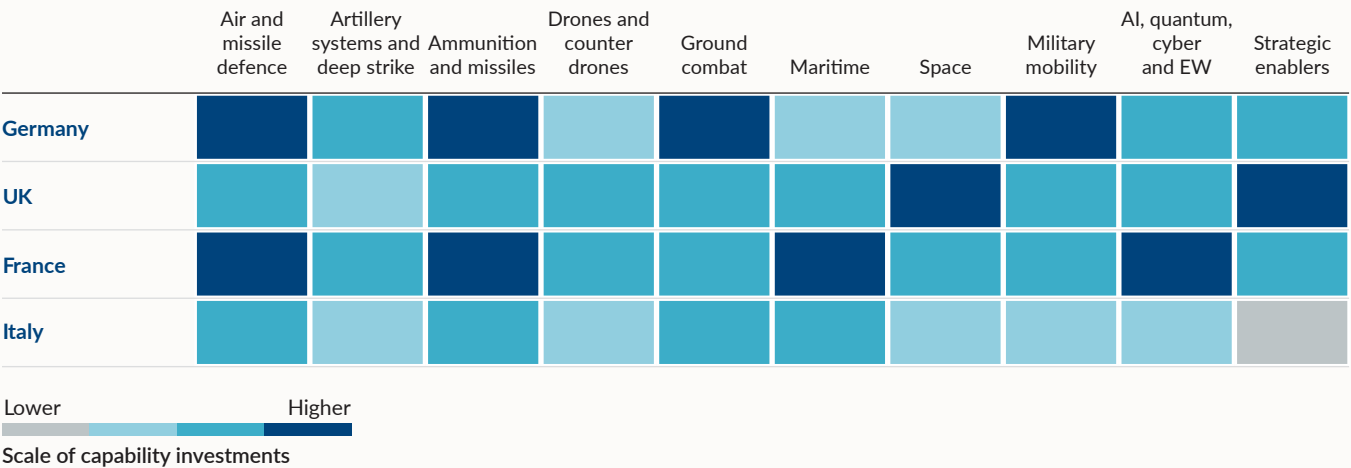 Air and
missile
defence
Artillery
systems and
deep strike
Ammunition
and missiles
Drones and
counter
drones
Ground
combat
Maritime
Space
Military
mobility
AI, quantum,
cyber
and EW
Strategic
enablers
Germany
UK
France
Italy
Lower
Higher
Scale of capability investments